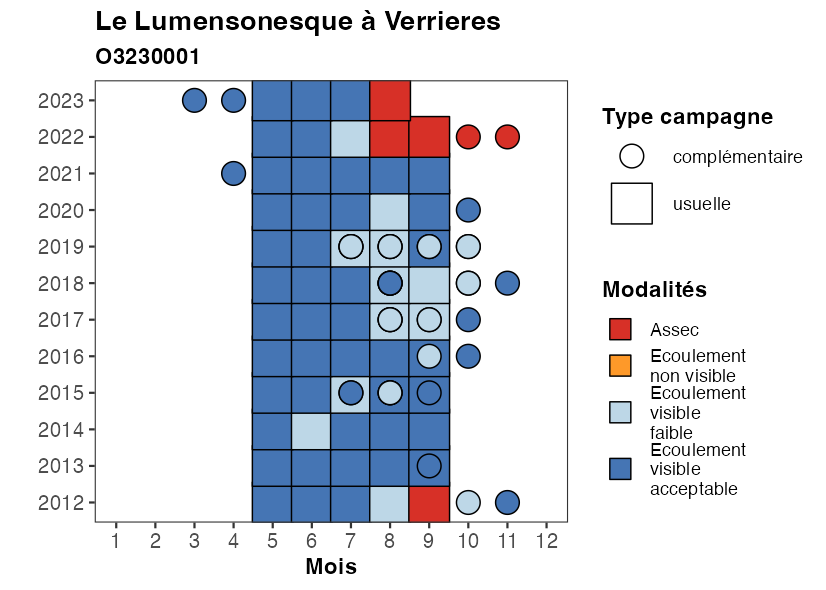 Le Lumensonesque à Verrieres
O3230001
2023
2022
2021
2020
2019
2018
2017
2016
2015
2014
2013
2012
1 2 3 4 5 6 7 8 9 10 11 12
Mois
Type campagne
complémentaire
usuelle
Modalités
Assec
Ecoulement
non visible
Ecoulement
visible
faible
Ecoulement
visible
acceptable